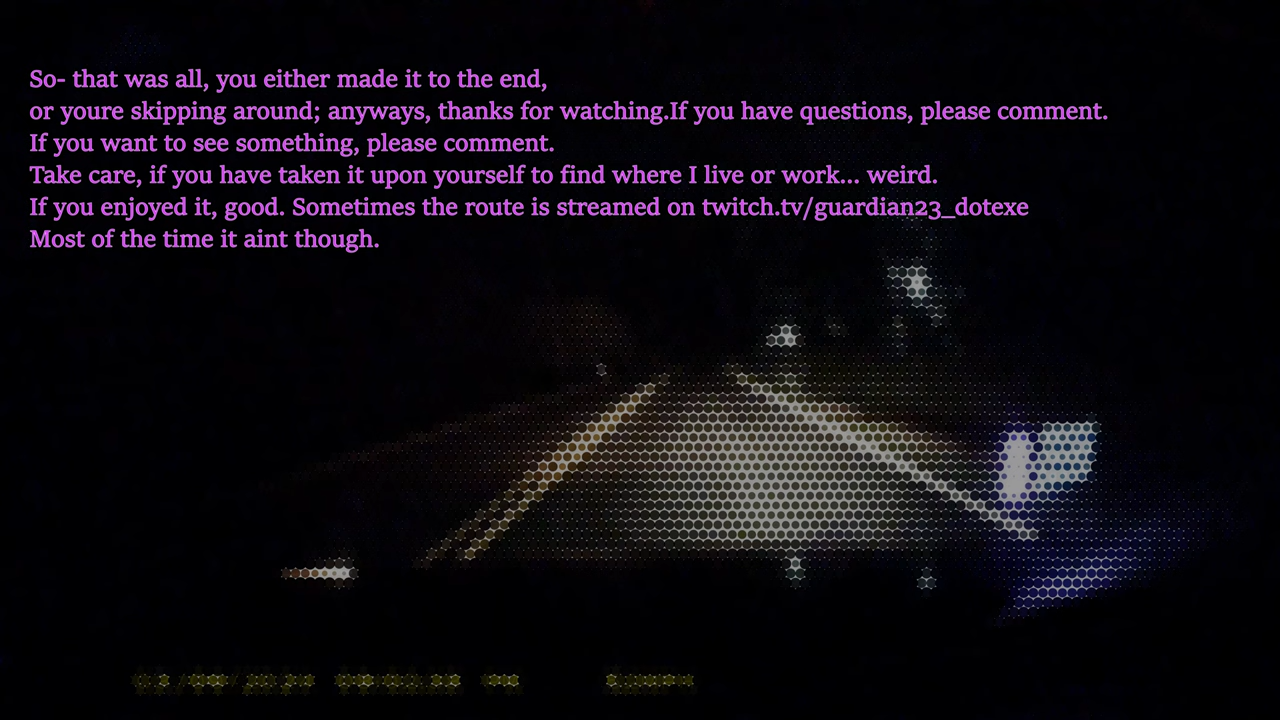 So- that was all, you either made it to the end,
or youre skipping around; anyways, thanks for watching.If you have questions, please comment.
If you want to see something, please comment.
Take care, if you have taken it upon yourself to find where I live or work... weird.
If you enjoyed it, good. Sometimes the route is streamed on twitch.tv/guardian23_dotexe
Most of the time it aint though.